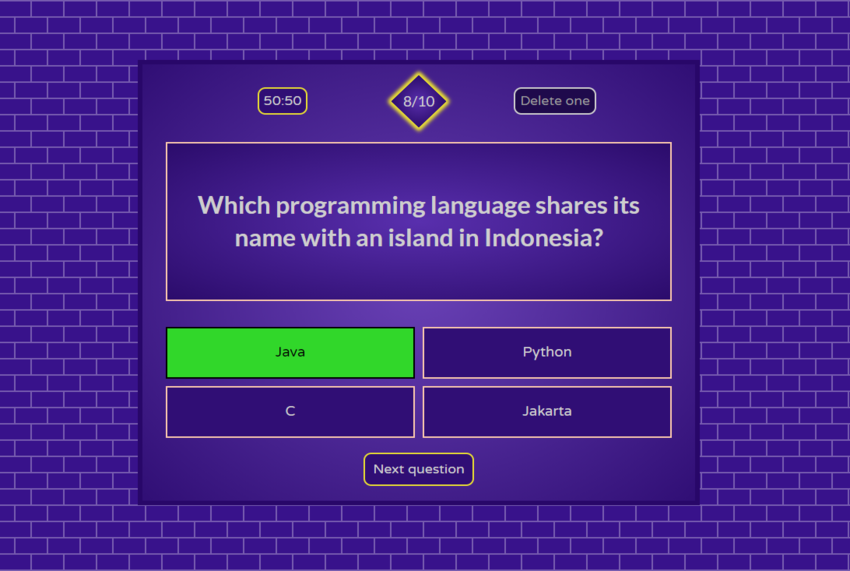 50:50
8/10
Delete one
Which programming language shares its
name with an island in Indonesia?
Java
Python
C
Jakarta
Next question